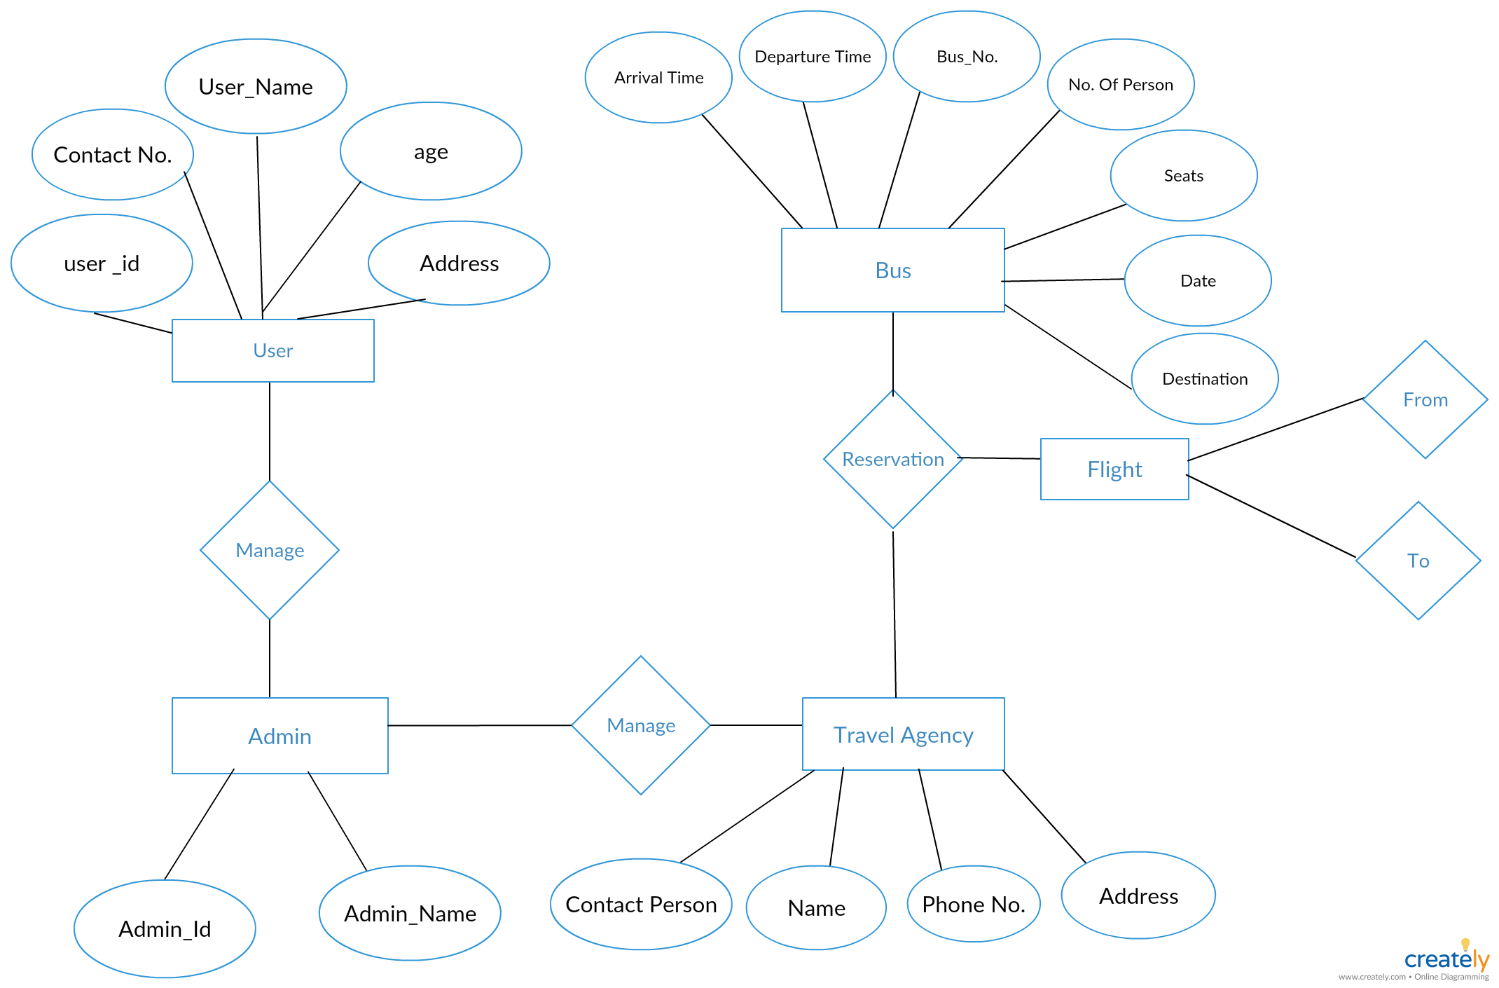 User_Name
Contact No.
age
user _id
Address
User
Arrival Time
Departure Time
Bus_No.
No. Of Person
Seats
Bus
Date
Destination
From
Reservation
Flight
To
Manage
Admin
Manage
Travel Agency
Admin_Id
Admin_Name
Contact Person
Name
Phone No.
Address
creately
www.creately.com • Online Diagramming